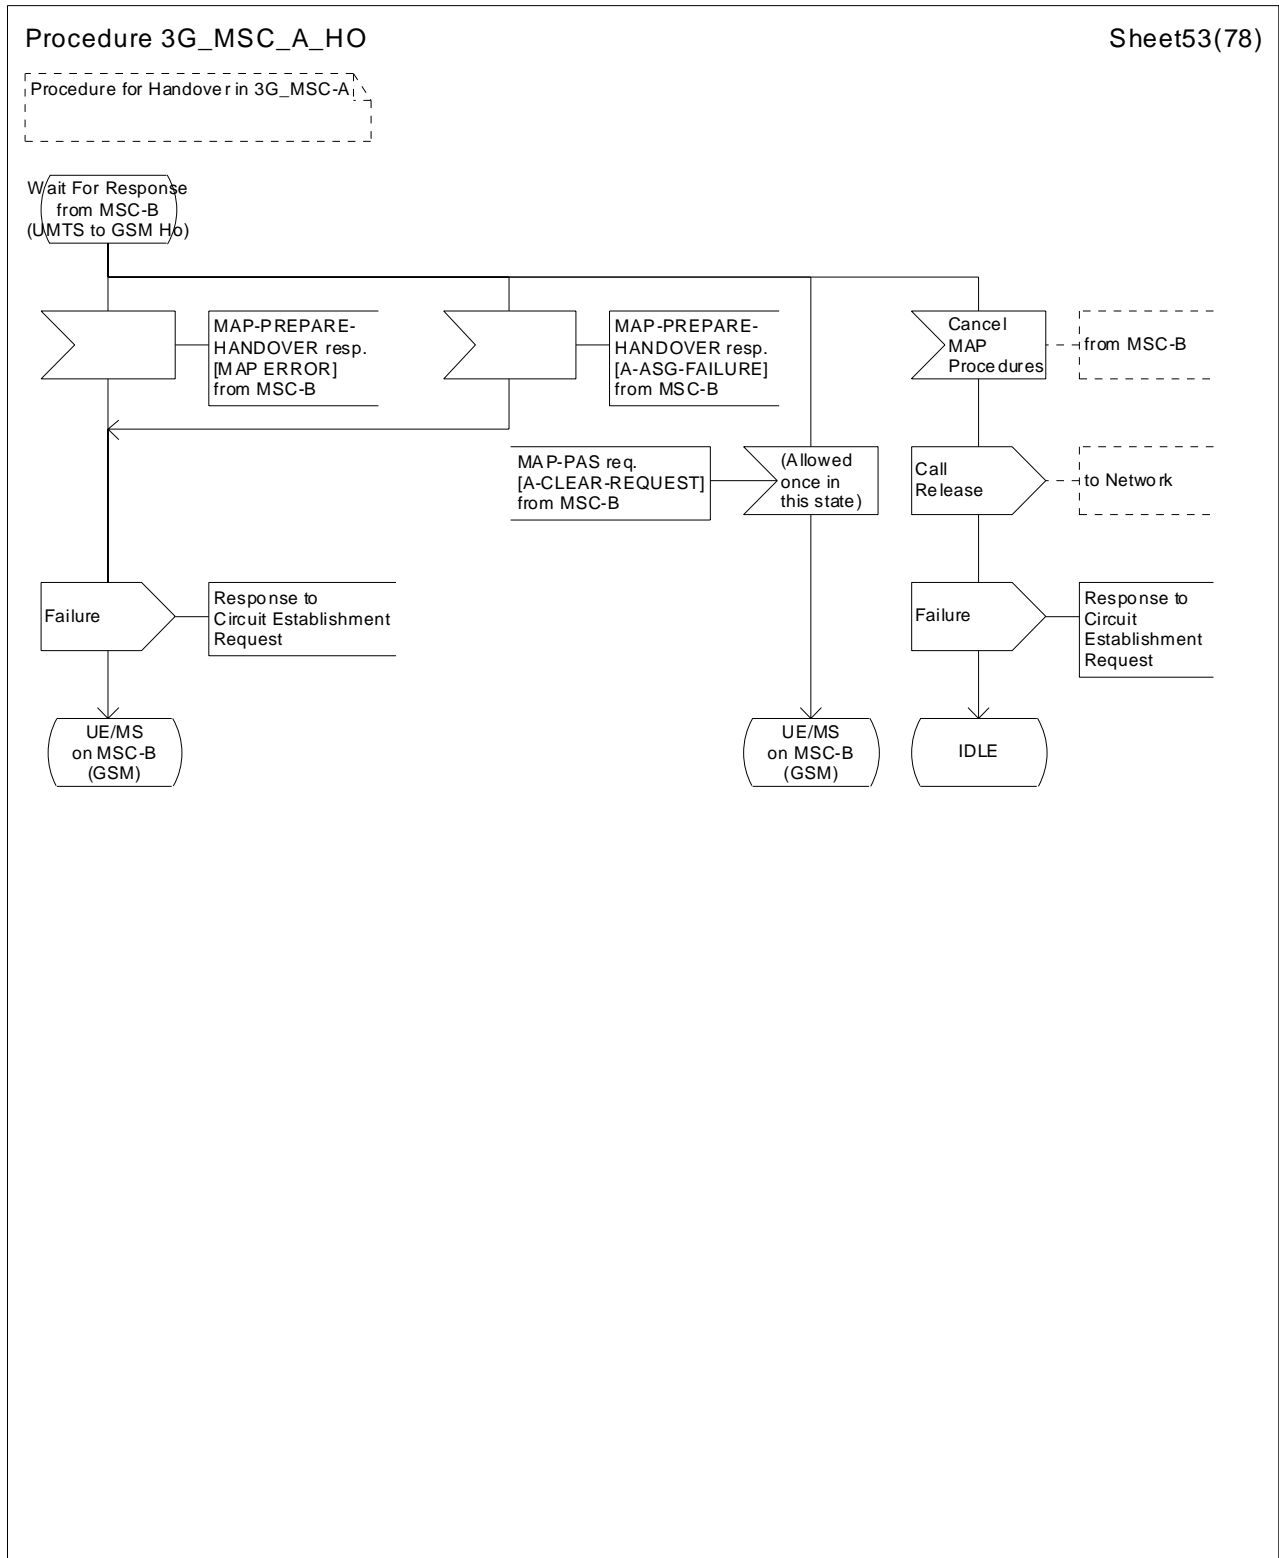 Procedure 3G_MSC_A_HO
Sheet53(78)
Procedure for Handover in 3G_MSC-A
Wait For Response
from MSC-B
(UMTS to GSM Ho)
MAP-PREPARE-
HANDOVER resp.
[MAP ERROR]
from MSC-B
MAP-PREPARE-
HANDOVER resp.
[A-ASG-FAILURE]
from MSC-B
Cancel
MAP
Procedures
from MSC-B
MAP-PAS req.
[A-CLEAR-REQUEST]
from MSC-B
(Allowed
once in
this state)
Call
Release
to Network
Failure
Response to
Circuit Establishment
Request
Failure
Response to
Circuit
Establishment
Request
UE/MS
on MSC-B
(GSM)
UE/MS
on MSC-B
(GSM)
IDLE